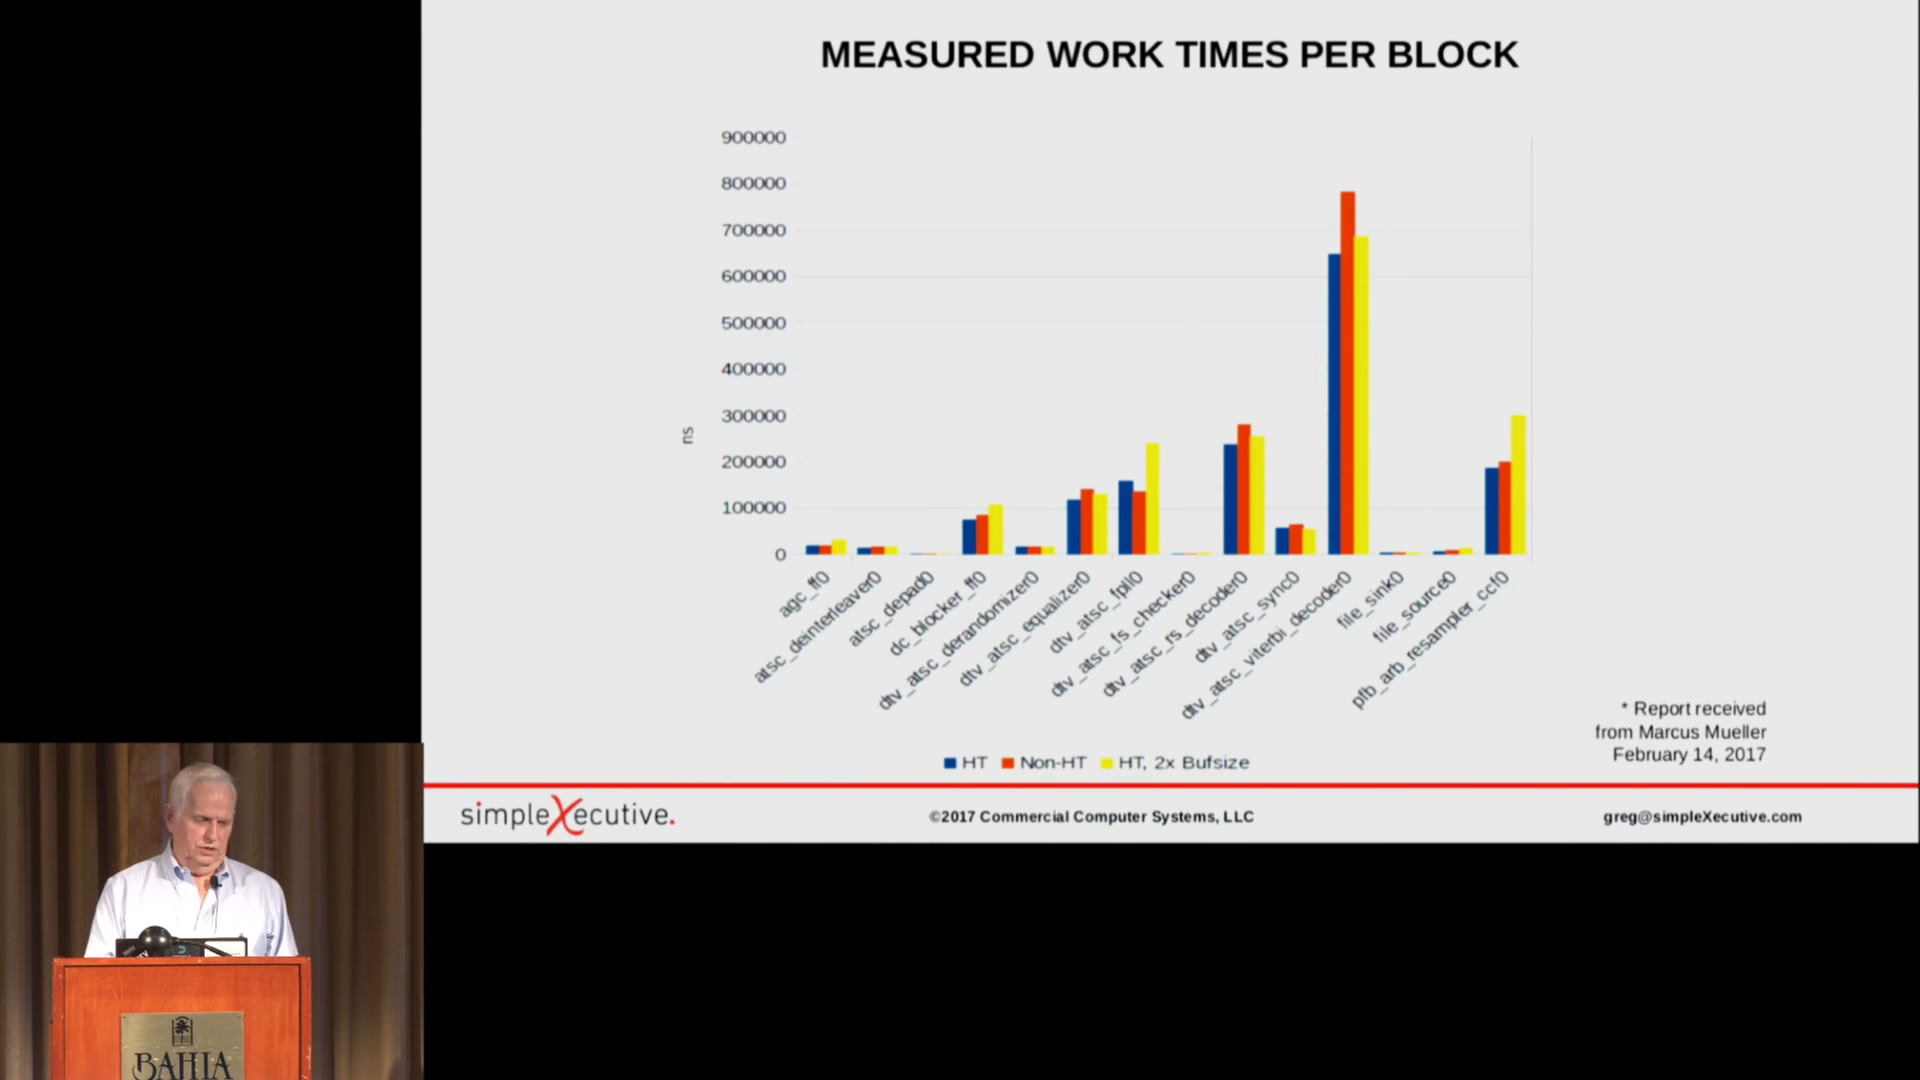 MEASURED WORK TIMES PER BLOCK
900000
800000
700000
600000
500000
400000
300000
200000
100000
0
ns
agc_ff0
atsc_deinterleaver0
atsc_depad0
dc_blocker_ff0
dtv_atsc_derandomizer0
dtv_atsc_equalizer0
dtv_atsc_fpll0
dtv_atsc_fs_checker0
dtv_atsc_rs_decoder0
dtv_atsc_sync0
dtv_atsc_viterbi_decoder0
file_sink0
file_source0
pfb_arb_resampler_ccf0
HT Non-HT HT, 2x Bufsize
* Report received
from Marcus Mueller
February 14, 2017
simpleXecutive.
©2017 Commercial Computer Systems, LLC
greg@simpleXecutive.com
BAHIA